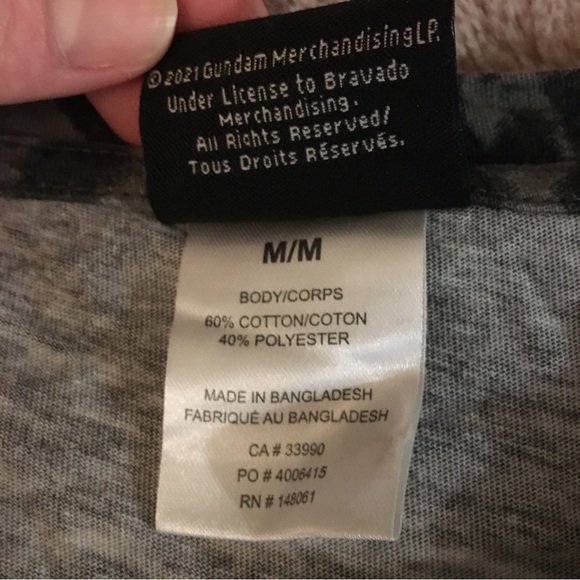 © 2021 Gundam Merchandising LP.
Under License to Bravado
Merchandising.
All Rights Reserved/
Tous Droits Réservés.
M/M
BODY/CORPS
60% COTTON/COTON
40% POLYESTER
MADE IN BANGLADESH
FABRIQUÉ AU BANGLADESH
CA # 33990
PO # 4006415
RN # 148061